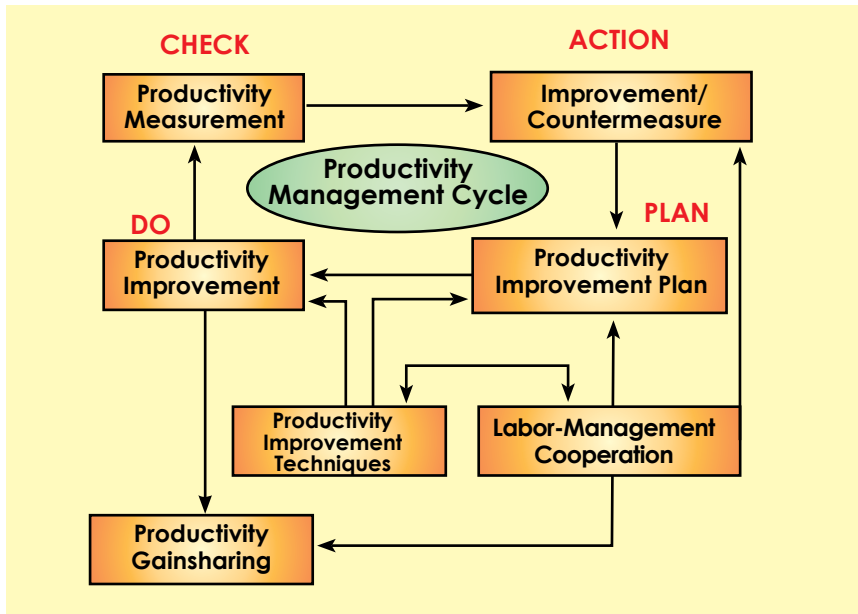 CHECK
ACTION
Productivity
Measurement
Improvement/
Countermeasure
Productivity
Management Cycle
DO
PLAN
Productivity
Improvement
Productivity
Improvement Plan
Productivity
Improvement
Techniques
Labor-Management
Cooperation
Productivity
Gainsharing